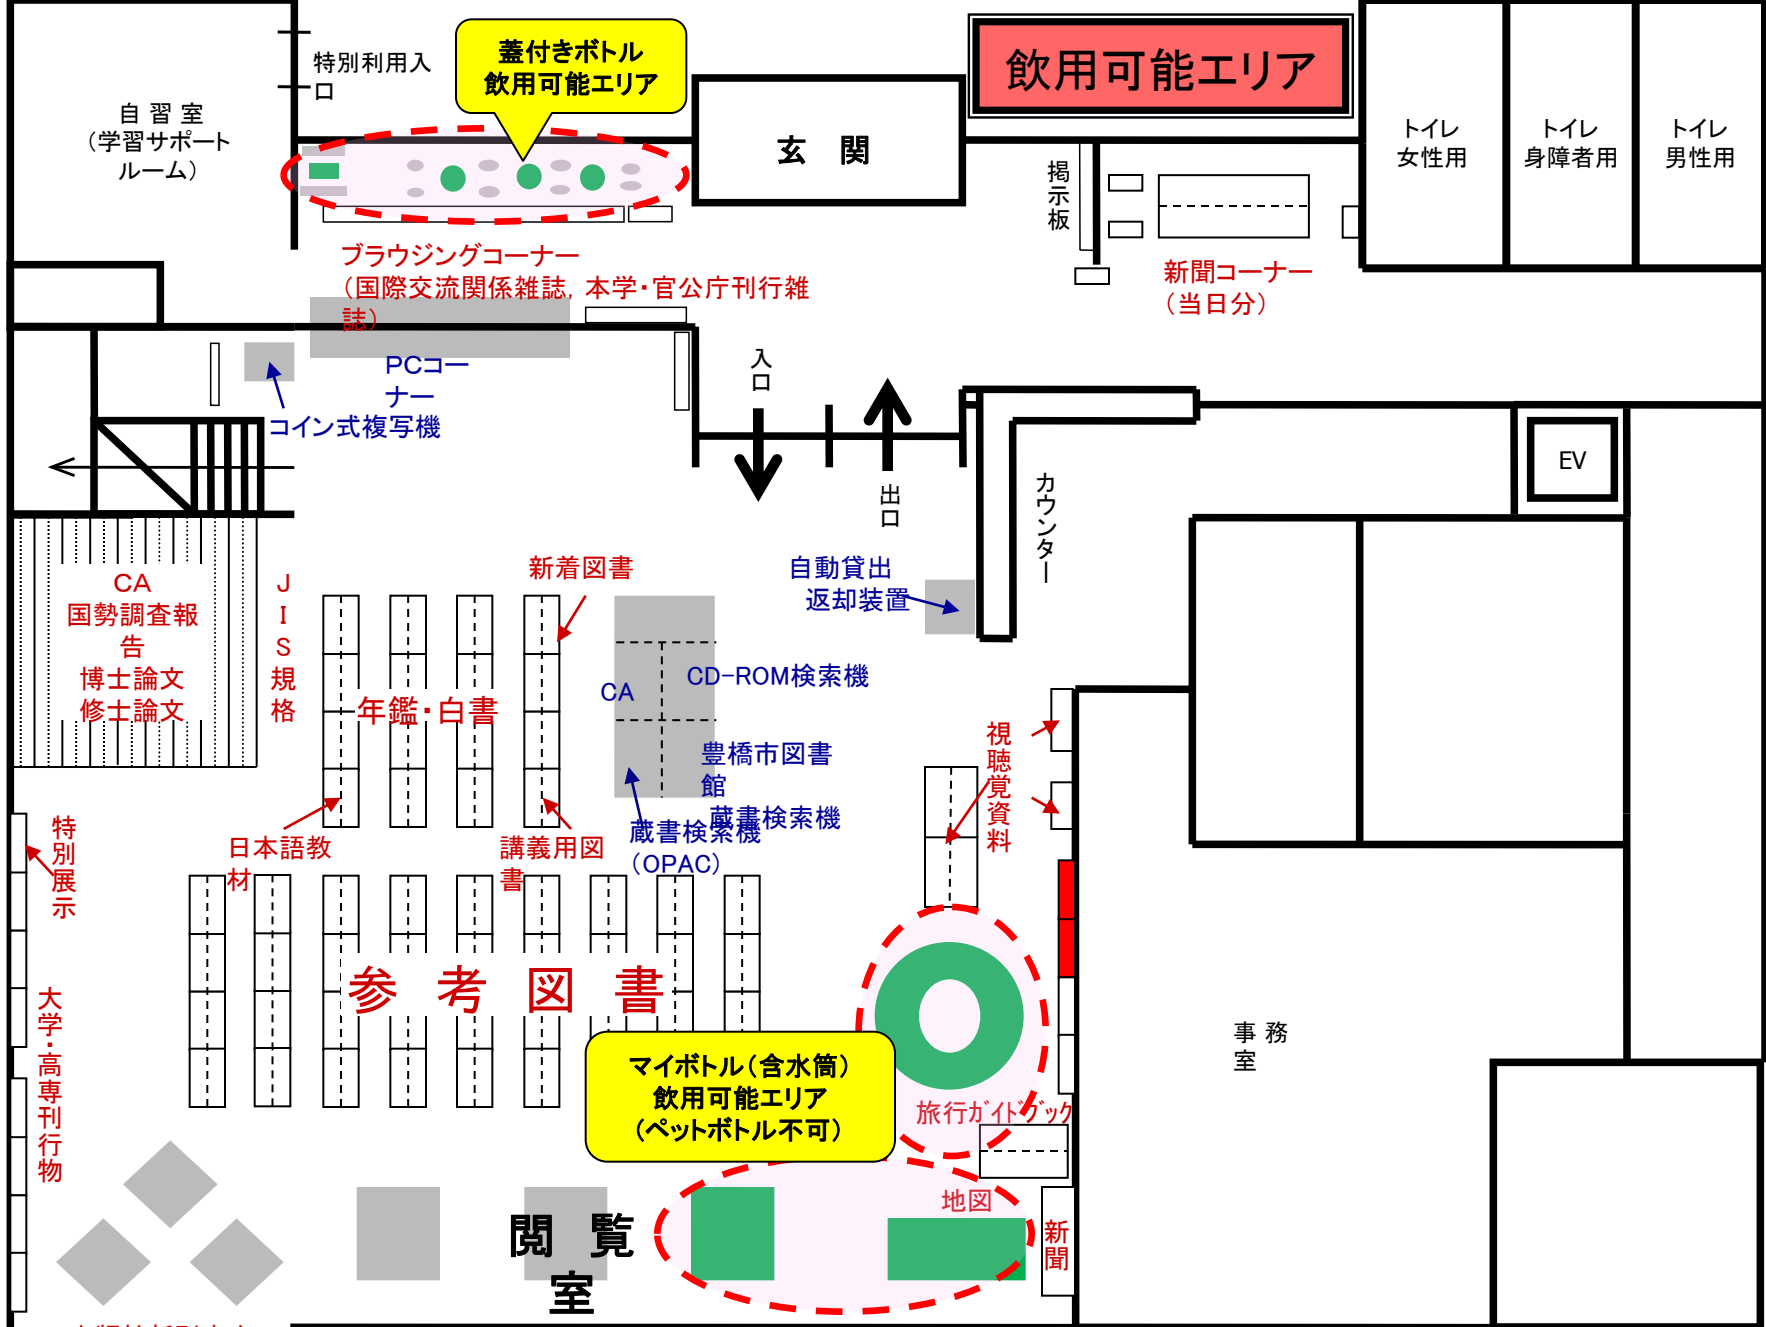 特別利用入
口
蓋付きボトル
飲用可能エリア
飲用可能エリア
自 習 室
（学習サポート
ルーム）
玄　関
掲示板
トイレ
女性用
トイレ
身障者用
トイレ
男性用
ブラウジングコーナー
（国際交流関係雑誌，本学・官公庁刊行雑
誌）
新聞コーナー
（当日分）
PCコー
ナー
コイン式複写機
入口
出口
カウンター
EV
CA
国勢調査報
告
博士論文
修士論文
JIS規格
新着図書
自動貸出
返却装置
年鑑・白書
CA
CD-ROM検索機
豊橋市図書
館
蔵書検索機
蔵書検索機
（OPAC）
視聴覚資料
日本語教
材
講義用図
書
特別展示
大学・高専刊行物
参　考　図　書
マイボトル（含水筒）
飲用可能エリア
（ペットボトル不可）
旅行ガイドブック
地図
新聞
事 務
室
閲　覧
室